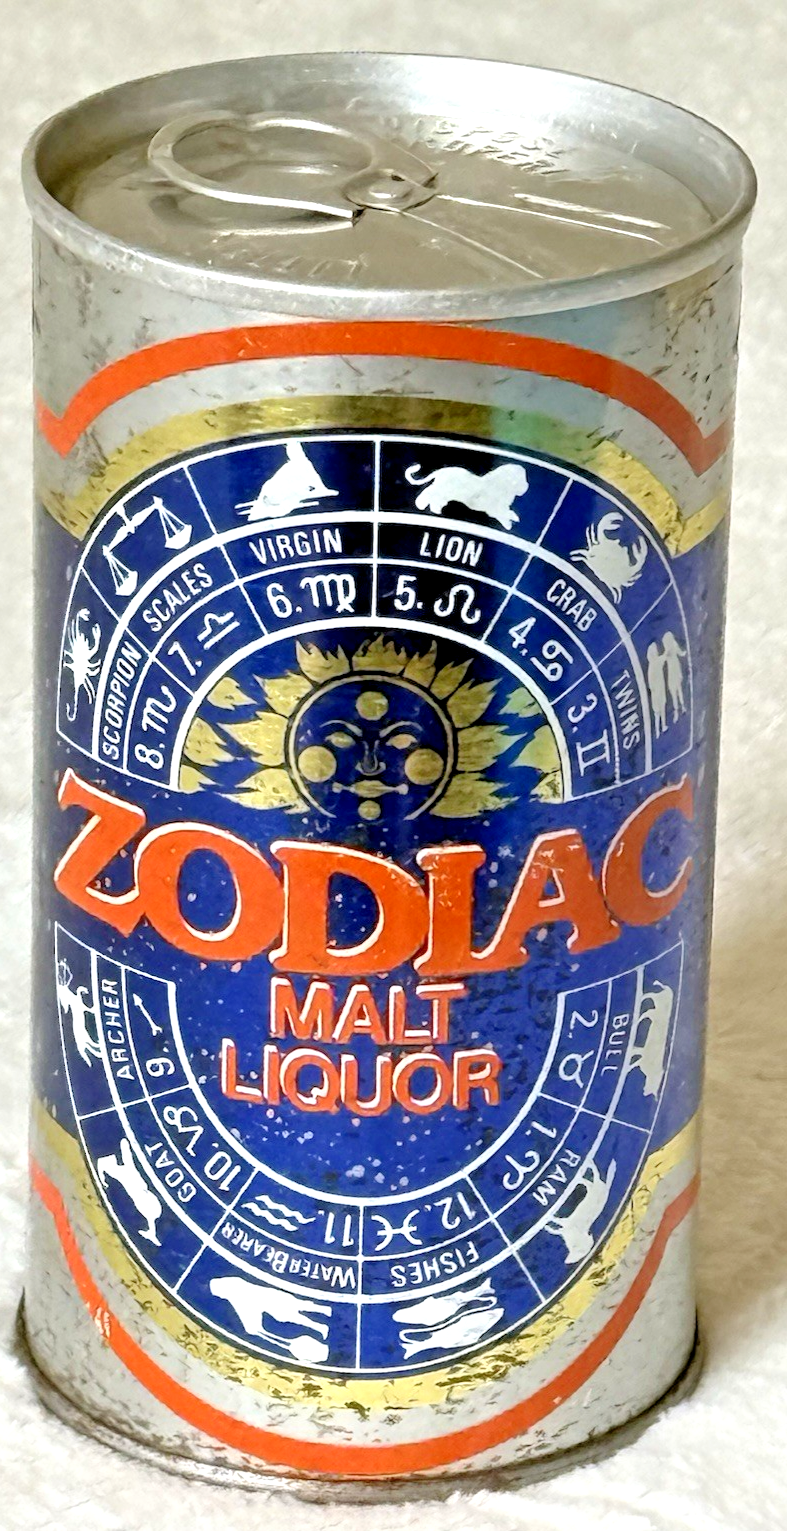 VIRGIN
LION
SCALES
CRAB
SCORPION
TWINS
6. ♍
5. ♌
7. ♎
4. ♋
8. ♏
3. ♊
ZODIAC
MALT
LIQUOR
ARCHER
BULL
9 ♐
2. ♉
GOAT
RAM
10. ♑
1. ♈
11. ♒
12. ♓
WATERBEARER
FISHES